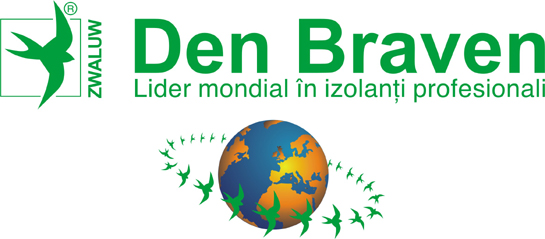 ZWALUW
®
Den Braven
Lider mondial în izolanți profesionali